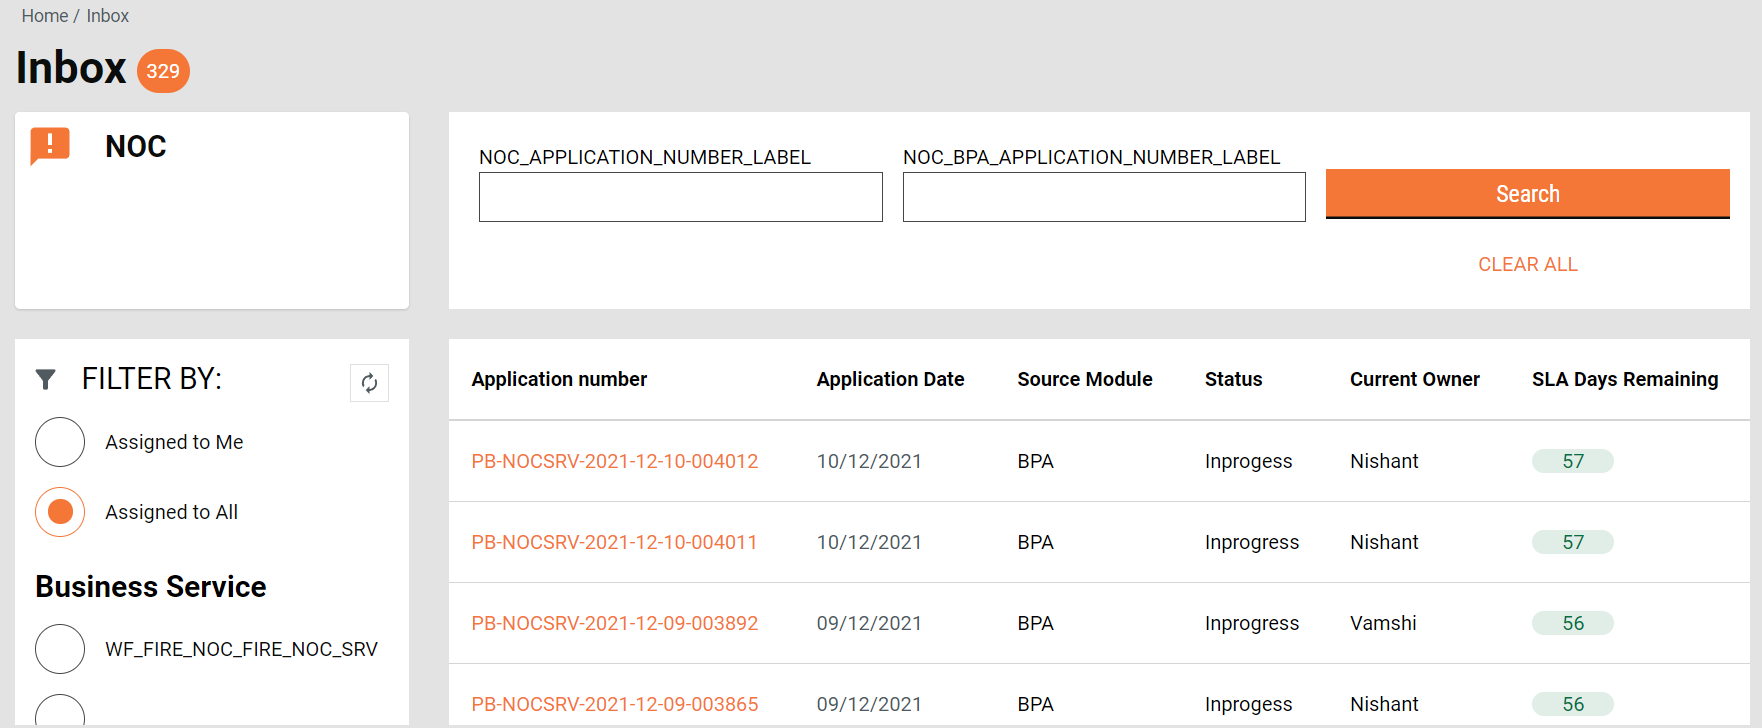 Home / Inbox
Inbox 329
NOC
NOC_APPLICATION_NUMBER_LABEL NOC_BPA_APPLICATION_NUMBER_LABEL
Search
CLEAR ALL
FILTER BY:
Assigned to Me
Assigned to All
Business Service
WF_FIRE_NOC_FIRE_NOC_SRV
Application number Application Date Source Module Status Current Owner SLA Days Remaining
PB-NOCSRV-2021-12-10-004012 10/12/2021 BPA Inprogess Nishant 57
PB-NOCSRV-2021-12-10-004011 10/12/2021 BPA Inprogress Nishant 57
PB-NOCSRV-2021-12-09-003892 09/12/2021 BPA Inprogress Vamshi 56
PB-NOCSRV-2021-12-09-003865 09/12/2021 BPA Inprogess Nishant 56